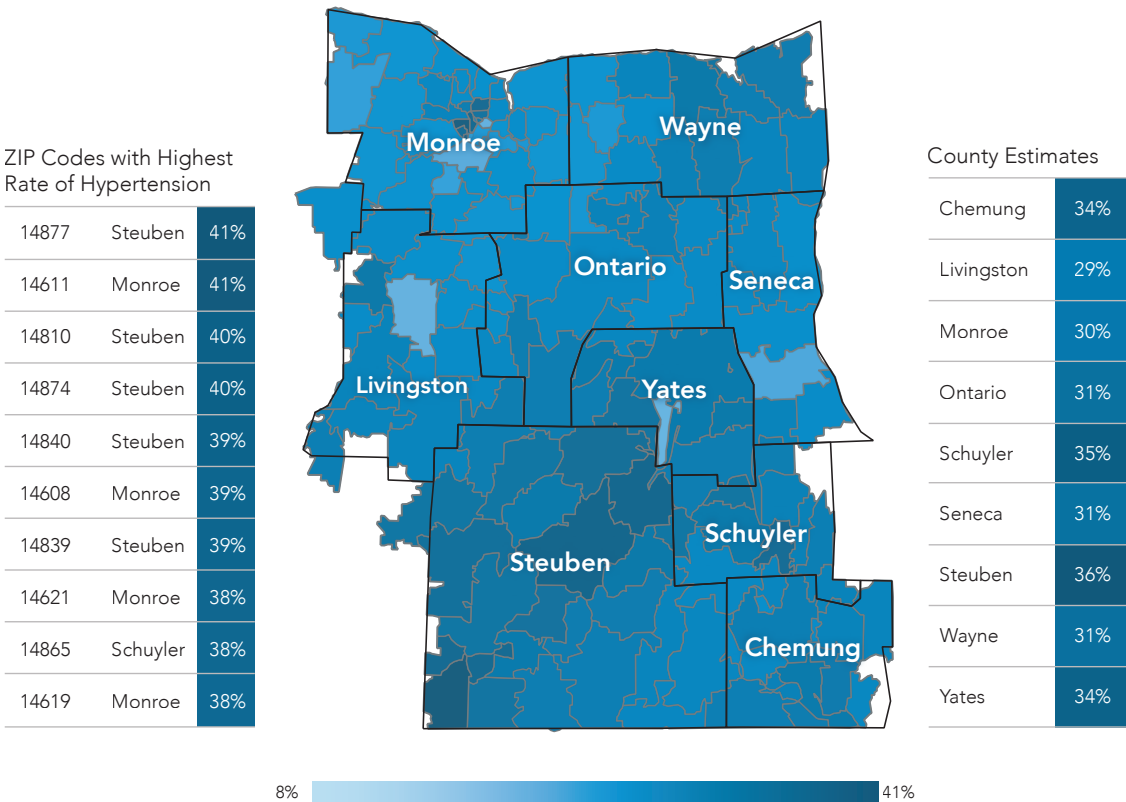 ZIP Codes with Highest
Rate of Hypertension
14877 Steuben 41%
14611 Monroe 41%
14810 Steuben 40%
14874 Steuben 40%
14840 Steuben 39%
14608 Monroe 39%
14839 Steuben 39%
14621 Monroe 38%
14865 Schuyler 38%
14619 Monroe 38%
Monroe
Wayne
Ontario
Seneca
Livingston
Yates
Steuben
Schuyler
Chemung
County Estimates
Chemung 34%
Livingston 29%
Monroe 30%
Ontario 31%
Schuyler 35%
Seneca 31%
Steuben 36%
Wayne 31%
Yates 34%
8% 41%